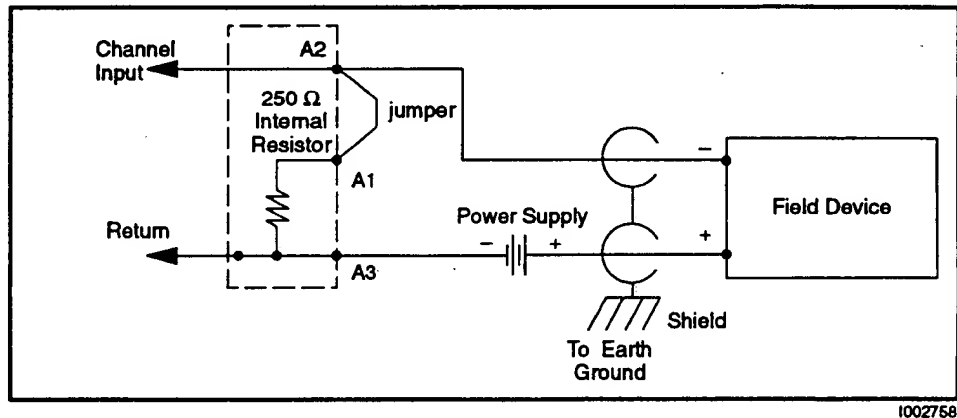 Channel
Input
A2
250 Ω
Internal
Resistor
jumper
A1
Return
A3
Power Supply
−
+
−
+
Field Device
Shield
To Earth
Ground
I002758